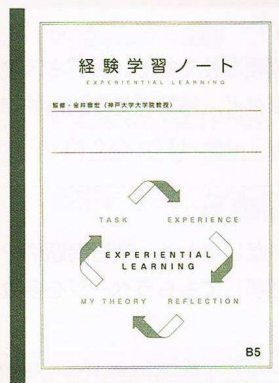 経験学習ノート
EXPERIENTIAL LEARNING
監修・金井壽宏（神戸大学大学院教授）
TASK
EXPERIENCE
EXPERIENTIAL
LEARNING
MY THEORY
REFLECTION
B5